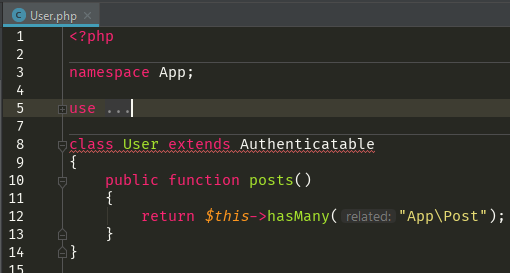 User.php
1 <?php
2
3 namespace App;
4
5 use ...
7
8 class User extends Authenticatable
9 {
10 public function posts()
11 {
12 return $this->hasMany( related: "App\Post");
13 }
14 }
15